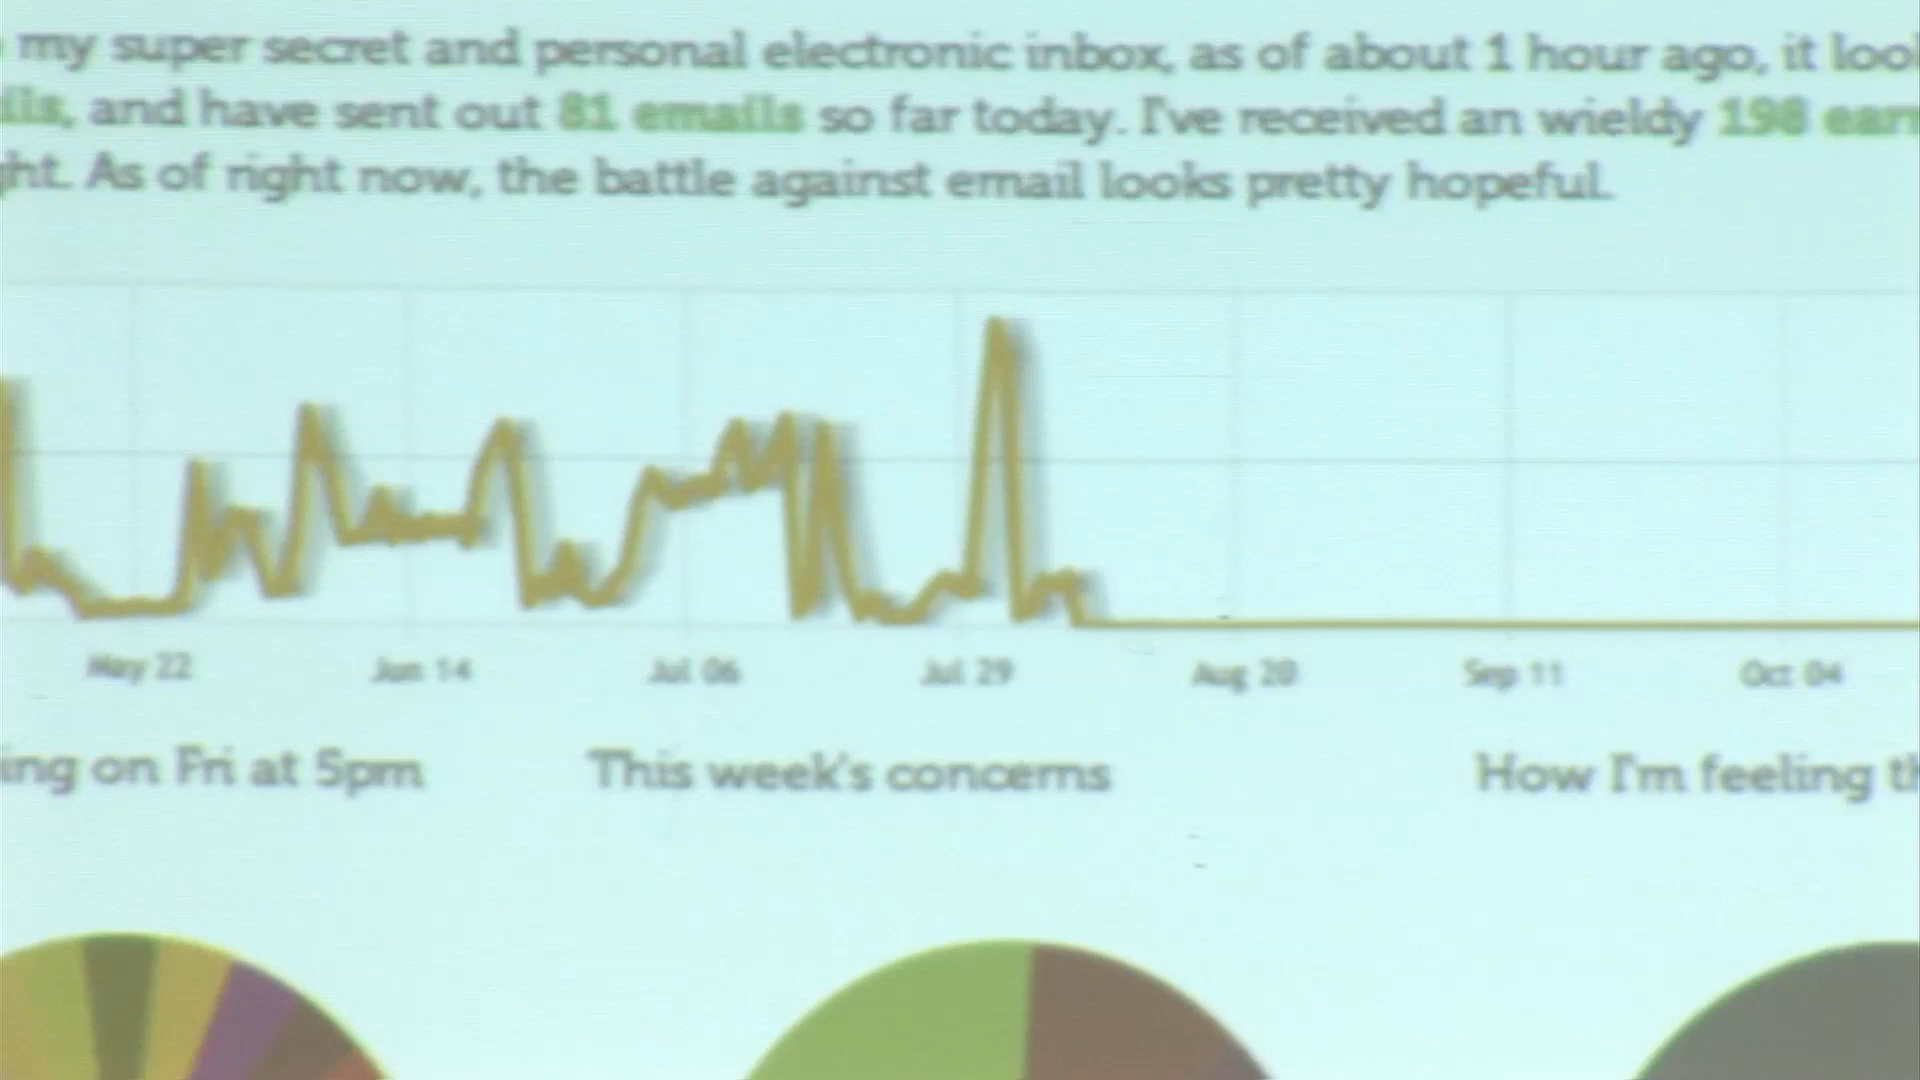 my super secret and personal electronic inbox, as of about 1 hour ago, it lool
ils, and have sent out 81 emails so far today. I've received an wieldy 198 ear
ght. As of right now, the battle against email looks pretty hopeful.
May 22 Jun 14 Jul 06 Jul 29 Aug 20 Sep 11 Oct 04
ing on Fri at 5pm This week's concerns How I'm feeling th